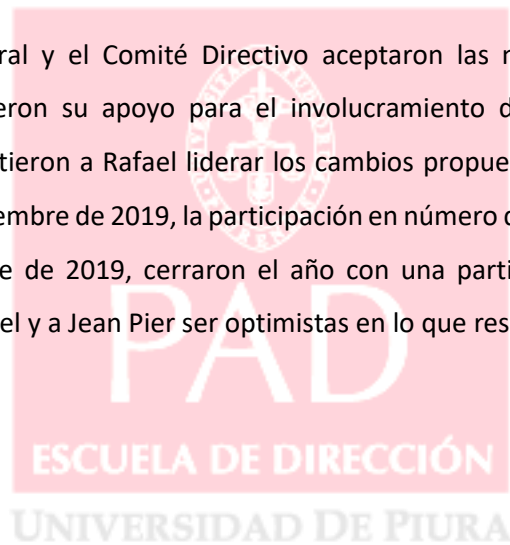 ral y el Comité Directivo aceptaron las
eron su apoyo para el involucramiento d
tieron a Rafael liderar los cambios propue
embre de 2019, la participación en número
e de 2019, cerraron el año con una parti
el y a Jean Pier ser optimistas en lo que res
PAD
ESCUELA DE DIRECCIÓN
UNIVERSIDAD DE PIURA